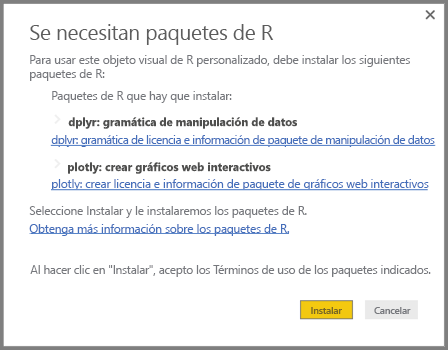 Se necesitan paquetes de R
Para usar este objeto visual de R personalizado, debe instalar los siguientes
paquetes de R:
Paquetes de R que hay que instalar:
dplyr: gramática de manipulación de datos
dplyr: gramática de licencia e información de paquete de manipulación de datos
plotly: crear gráficos web interactivos
plotly: crear licencia e información de paquete de gráficos web interactivos
Seleccione Instalar y le instalaremos los paquetes de R.
Obtenga más información sobre los paquetes de R.
Al hacer clic en "Instalar", acepto los Términos de uso de los paquetes indicados.
Instalar
Cancelar